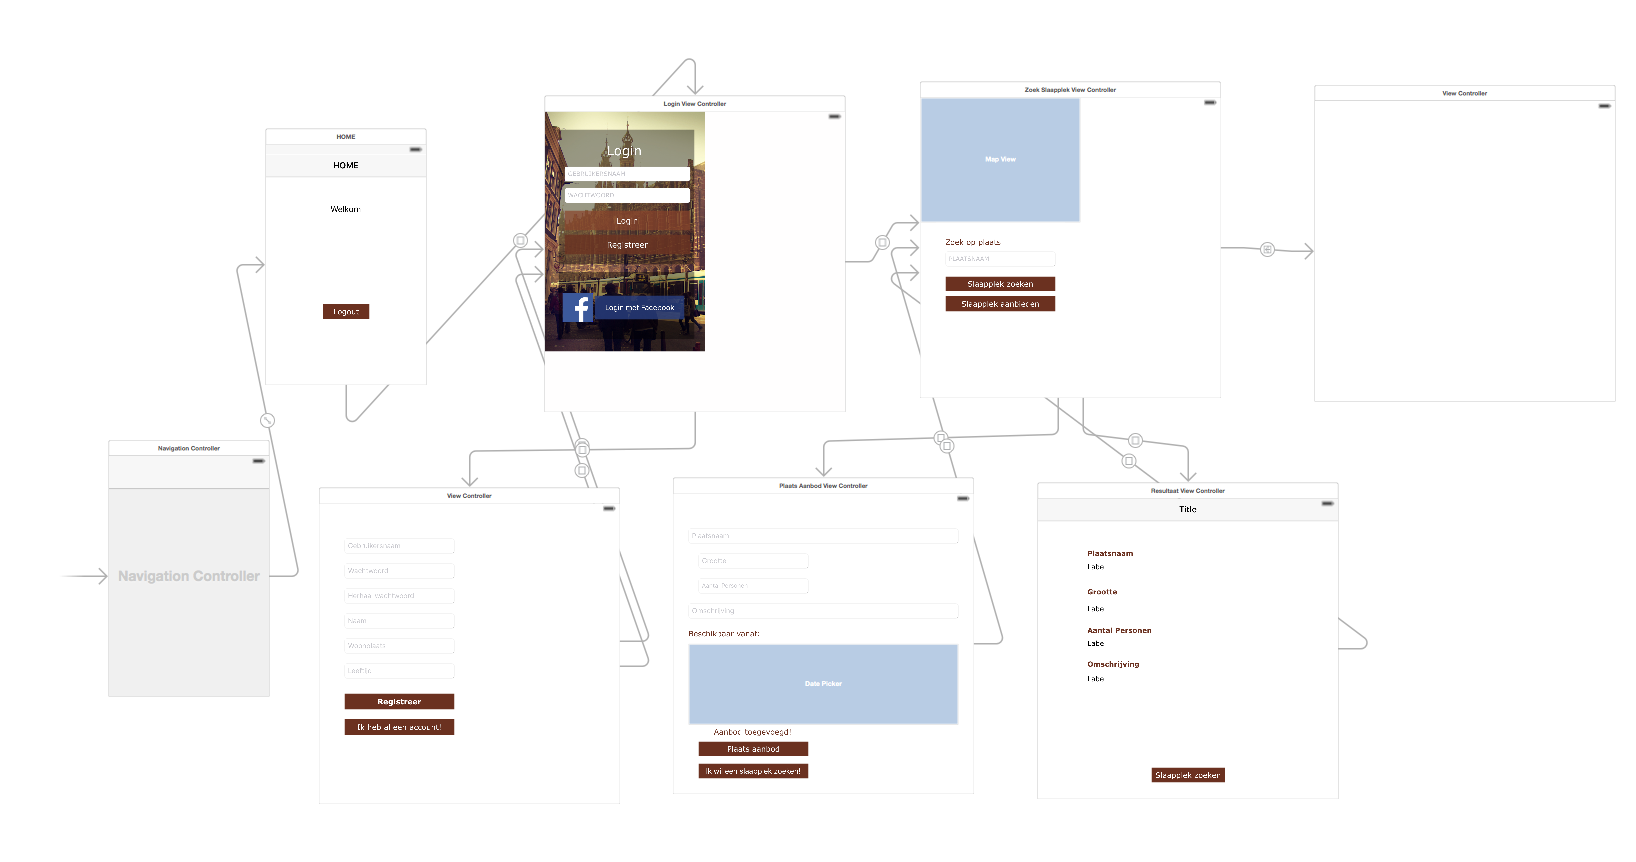 Navigation Controller
Navigation Controller
HOME
HOME
Welkom
Logout
Login View Controller
Login
GEBRUIKERSNAAM
WACHTWOORD
Login
Registreer
Login met Facebook
Zoek Slaapplek View Controller
Map View
Zoek op plaats
PLAATSNAAM
Slaapplek zoeken
Slaapplek aanbieden
View Controller
View Controller
Gebruikersnaam
Wachtwoord
Herhaal wachtwoord
Naam
Woonplaats
Leeftijd
Registreer
Ik heb al een account!
Plaats Aanbod View Controller
Plaatsnaam
Grootte
Aantal Personen
Omschrijving
Beschikbaar vanaf:
Date Picker
Aanbod toegevoegd!
Plaats aanbod
Ik wil een slaapplek zoeken!
Resultaat View Controller
Title
Plaatsnaam
Label
Grootte
Label
Aantal Personen
Label
Omschrijving
Label
Slaapplek zoeken